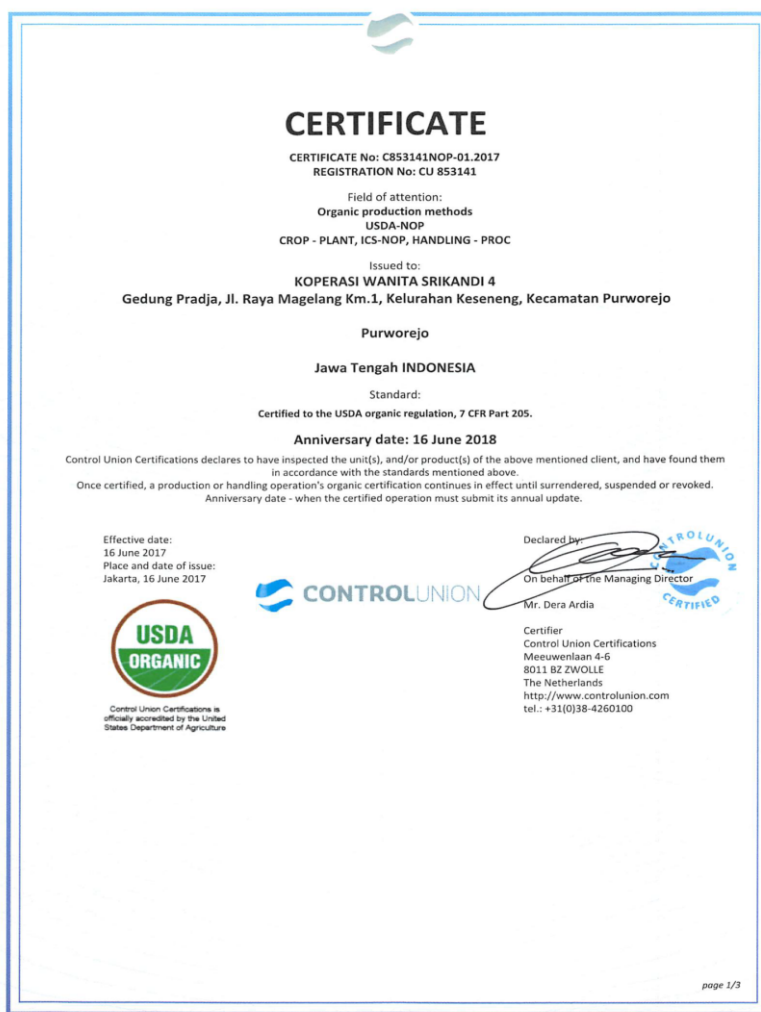 CERTIFICATE
CERTIFICATE No: C853141NOP-01.2017
REGISTRATION No: CU 853141
Field of attention:
Organic production methods
USDA-NOP
CROP - PLANT, ICS-NOP, HANDLING - PROC
Issued to:
KOPERASI WANITA SRIKANDI 4
Gedung Pradja, Jl. Raya Magelang Km.1, Kelurahan Keseneng, Kecamatan Purworejo
Purworejo
Jawa Tengah INDONESIA
Standard:
Certified to the USDA organic regulation, 7 CFR Part 205.
Anniversary date: 16 June 2018
Control Union Certifications declares to have inspected the unit(s), and/or product(s) of the above mentioned client, and have found them
in accordance with the standards mentioned above.
Once certified, a production or handling operation's organic certification continues in effect until surrendered, suspended or revoked.
Anniversary date - when the certified operation must submit its annual update.
Effective date:
16 June 2017
Place and date of issue:
Jakarta, 16 June 2017
CONTROLUNION
USDA
ORGANIC
Control Union Certifications is
officially accredited by the United
States Department of Agriculture
Declared by:
On behalf of the Managing Director
Mr. Dera Ardia
CONTROLUNION
CERTIFIED
Certifier
Control Union Certifications
Meeuwenlaan 4-6
8011 BZ ZWOLLE
The Netherlands
http://www.controlunion.com
tel.: +31(0)38-4260100
page 1/3